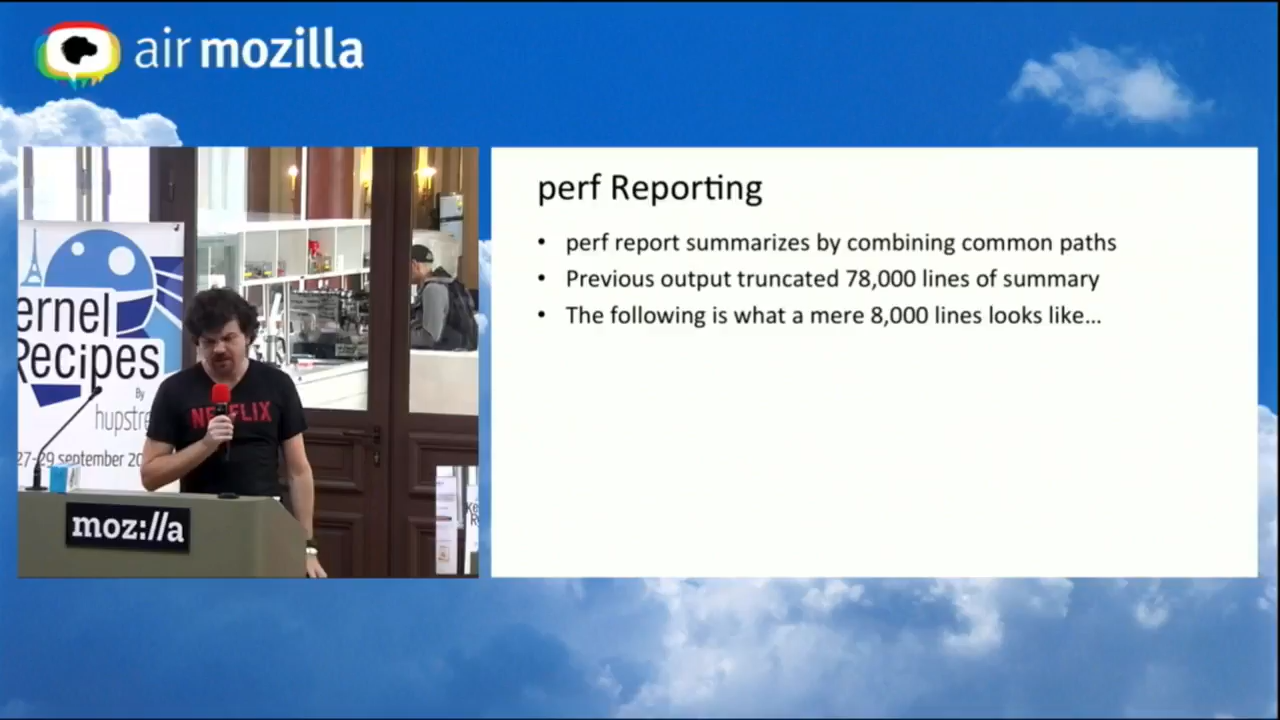 air mozilla
perf Reporting
• perf report summarizes by combining common paths
• Previous output truncated 78,000 lines of summary
• The following is what a mere 8,000 lines looks like...
ernel
Recipes
By
hupstre
27-29 september 20
NETFLIX
moz://a